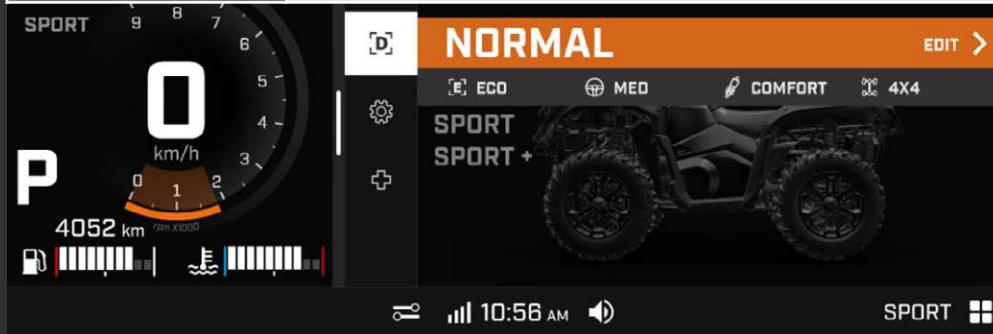 SPORT
9 8 7
6
5
4
3
2
1
0
0
km/h
P
rpm X1000
4052 km
[D]
NORMAL
EDIT
[E] ECO
MED
COMFORT
4X4
SPORT
SPORT +
10:56 AM
SPORT